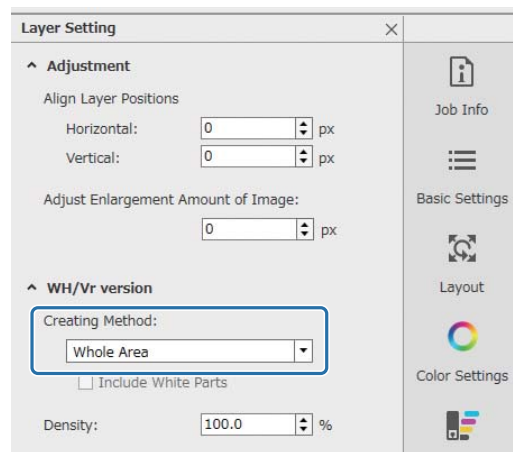 Layer Setting
Adjustment
Align Layer Positions
Horizontal: 0 px
Vertical: 0 px
Adjust Enlargement Amount of Image:
0 px
WH/Vr version
Creating Method:
Whole Area
Include White Parts
Density: 100.0 %
Job Info
Basic Settings
Layout
Color Settings